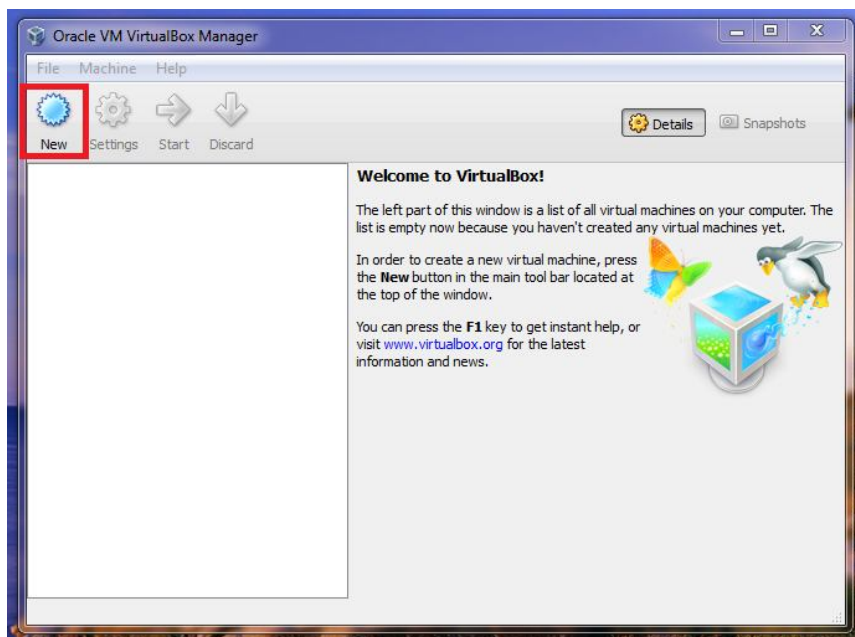 Oracle VM VirtualBox Manager
File Machine Help
New Settings Start Discard
Details Snapshots
Welcome to VirtualBox!
The left part of this window is a list of all virtual machines on your computer. The
list is empty now because you haven't created any virtual machines yet.
In order to create a new virtual machine, press
the New button in the main tool bar located at
the top of the window.
You can press the F1 key to get instant help, or
visit www.virtualbox.org for the latest
information and news.